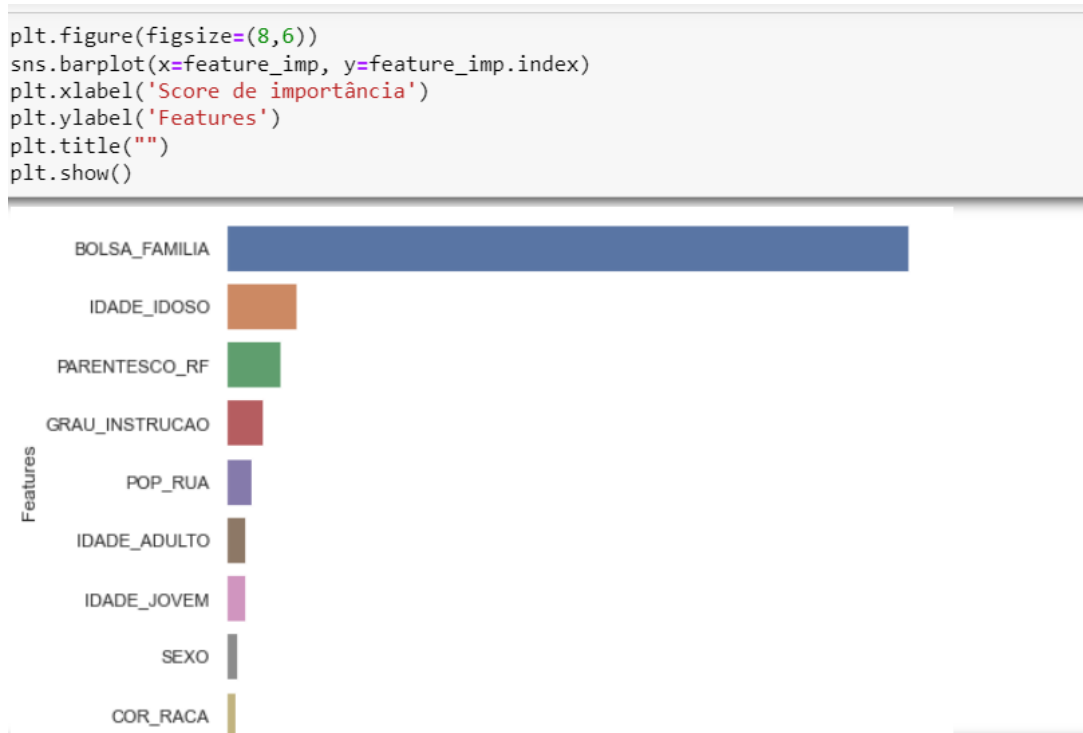 plt.figure(figsize=(8,6))
sns.barplot(x=feature_imp, y=feature_imp.index)
plt.xlabel('Score de importância')
plt.ylabel('Features')
plt.title("")
plt.show()
BOLSA_FAMILIA
IDADE_IDOSO
PARENTESCO_RF
GRAU_INSTRUCAO
POP_RUA
IDADE_ADULTO
IDADE_JOVEM
SEXO
COR_RACA
Features